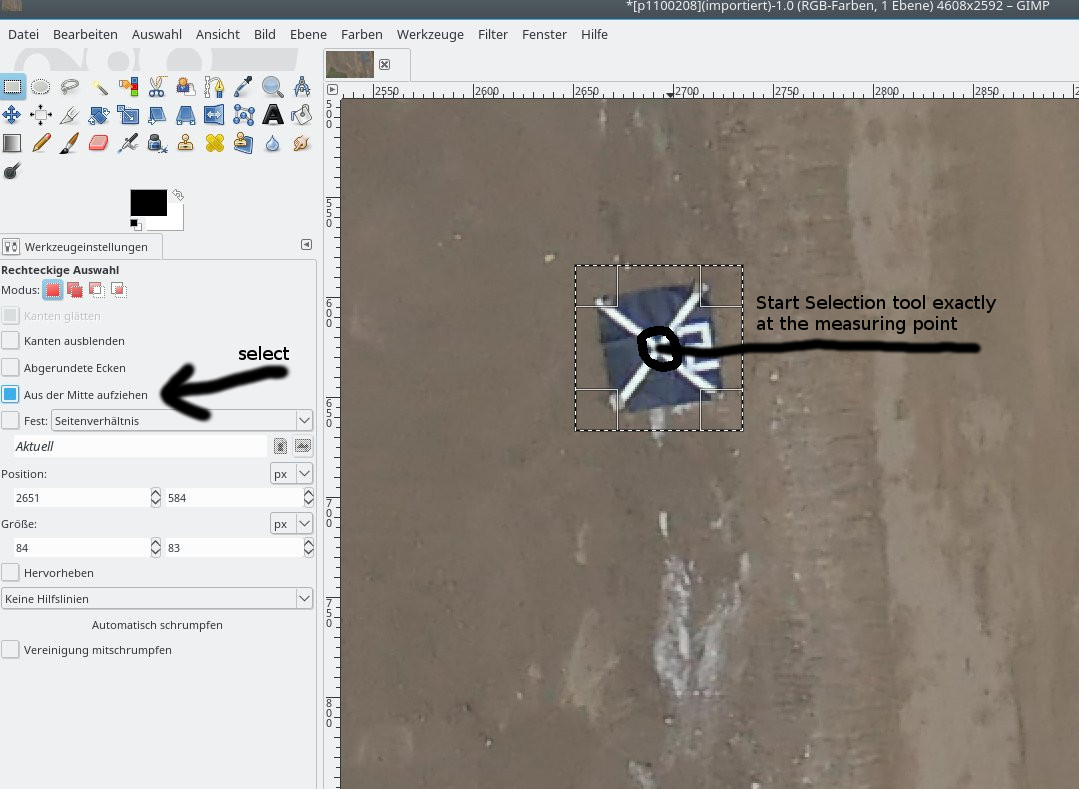 *[p1100208](importiert)-1.0 (RGB-Farben, 1 Ebene) 4608x2592 – GIMP
Datei Bearbeiten Auswahl Ansicht Bild Ebene Farben Werkzeuge Filter Fenster Hilfe
2550 2600 2650 2700 2750 2800 2850
500
550
600
650
700
750
800
Werkzeugeinstellungen
Rechteckige Auswahl
Modus:
Kanten glätten
Kanten ausblenden
Abgerundete Ecken
select
Aus der Mitte aufziehen
Fest: Seitenverhältnis
Aktuell
Position: px
2651 584
Größe: px
84 83
Hervorheben
Keine Hilfslinien
Automatisch schrumpfen
Vereinigung mitschrumpfen
Start Selection tool exactly
at the measuring point
2